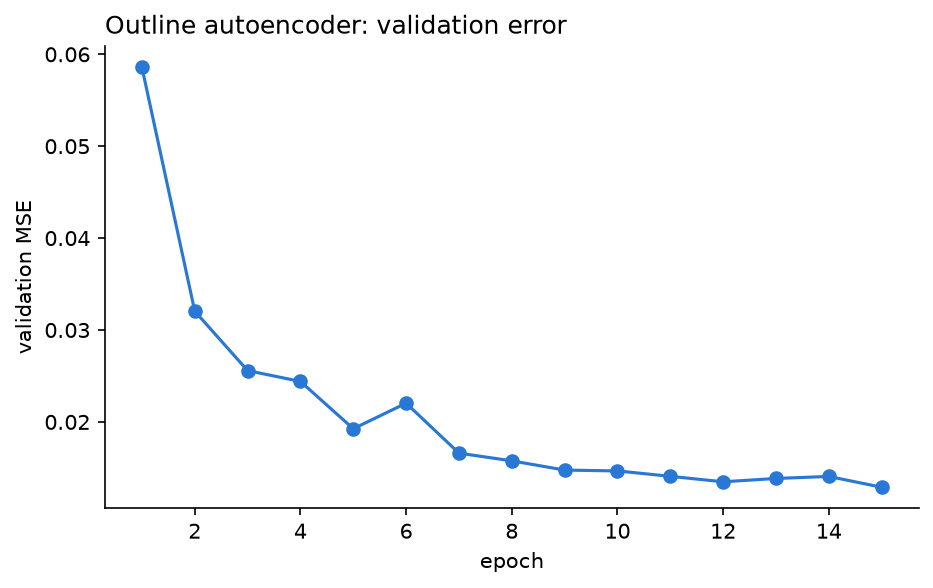 Outline autoencoder: validation error
0.06
0.05
0.04
0.03
0.02
validation MSE
2 4 6 8 10 12 14
epoch